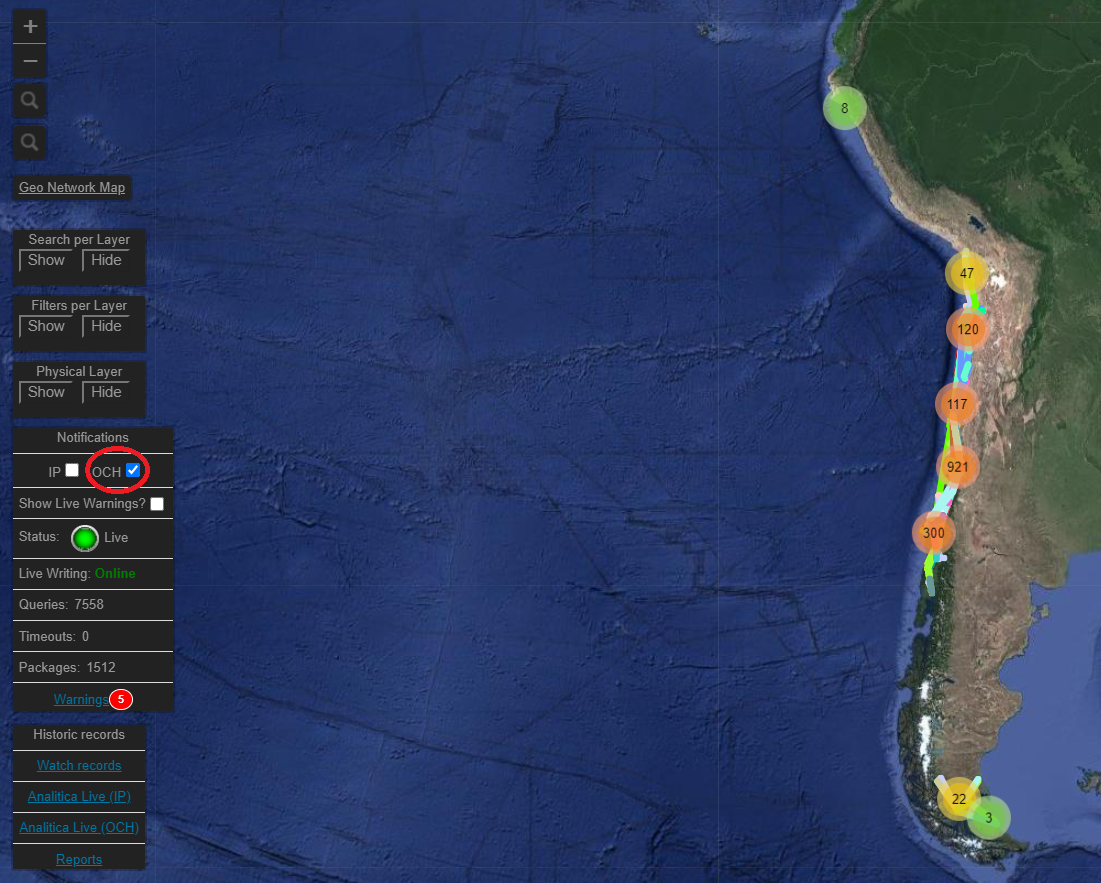 +
−
Geo Network Map
Search per Layer
Show Hide
Filters per Layer
Show Hide
Physical Layer
Show Hide
Notifications
IP OCH
Show Live Warnings?
Status: Live
Live Writing: Online
Queries: 7558
Timeouts: 0
Packages: 1512
Warnings 5
Historic records
Watch records
Analitica Live (IP)
Analitica Live (OCH)
Reports
8
47
120
117
921
300
22
3